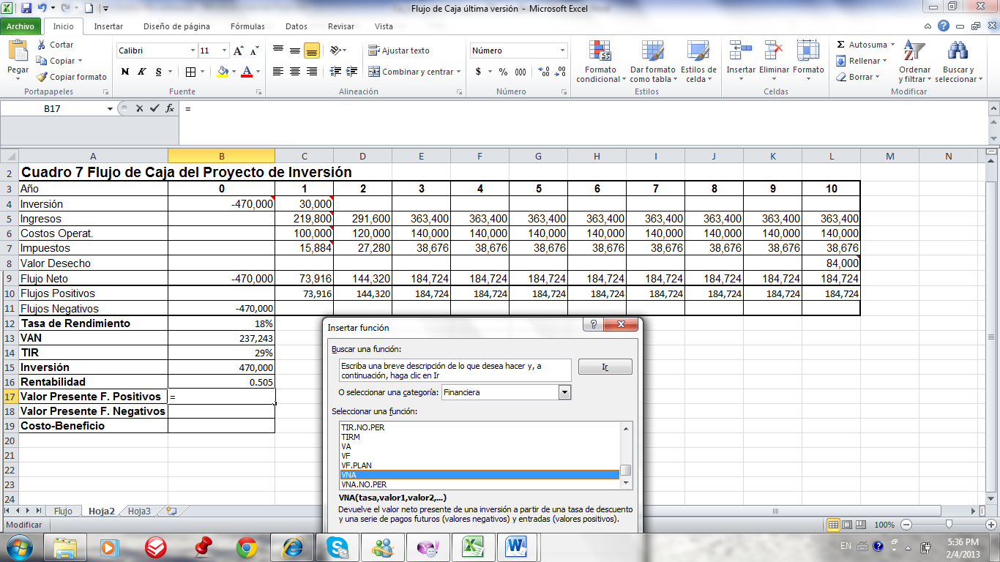 Flujo de Caja última versión - Microsoft Excel
Archivo Inicio Insertar Diseño de página Fórmulas Datos Revisar Vista
Pegar
Cortar
Copiar
Copiar formato
Portapapeles
Calibri 11
N K S
Fuente
Ajustar texto
Combinar y centrar
Alineación
Número
$ % 000
Número
Formato condicional
Dar formato como tabla
Estilos de celda
Estilos
Insertar Eliminar Formato
Celdas
Autosuma
Rellenar
Borrar
Ordenar y filtrar
Buscar y seleccionar
Modificar
B17 fx =
A B C D E F G H I J K L M N
2 Cuadro 7 Flujo de Caja del Proyecto de Inversión
3 Año 0 1 2 3 4 5 6 7 8 9 10
4 Inversión -470,000 30,000
5 Ingresos 219,800 291,600 363,400 363,400 363,400 363,400 363,400 363,400 363,400 363,400
6 Costos Operat. 100,000 120,000 140,000 140,000 140,000 140,000 140,000 140,000 140,000 140,000
7 Impuestos 15,884 27,280 38,676 38,676 38,676 38,676 38,676 38,676 38,676 38,676
8 Valor Desecho 84,000
9 Flujo Neto -470,000 73,916 144,320 184,724 184,724 184,724 184,724 184,724 184,724 184,724 184,724
10 Flujos Positivos 73,916 144,320 184,724 184,724 184,724 184,724 184,724 184,724 184,724 184,724
11 Flujos Negativos -470,000
12 Tasa de Rendimiento 18%
13 VAN 237,243
14 TIR 29%
15 Inversión 470,000
16 Rentabilidad 0.505
17 Valor Presente F. Positivos =
18 Valor Presente F. Negativos
19 Costo-Beneficio
20
21
22
23
24
Insertar función
Buscar una función:
Escriba una breve descripción de lo que desea hacer y, a
continuación, haga clic en Ir
Ir
O seleccionar una categoría: Financiera
Seleccionar una función:
TIR.NO.PER
TIRM
VA
VF
VF.PLAN
VNA
VNA.NO.PER
VNA(tasa,valor1,valor2,...)
Devuelve el valor neto presente de una inversión a partir de una tasa de descuento
y una serie de pagos futuros (valores negativos) y entradas (valores positivos).
Flujo Hoja2 Hoja3
Modificar 100%
EN 5:36 PM
2/4/2013